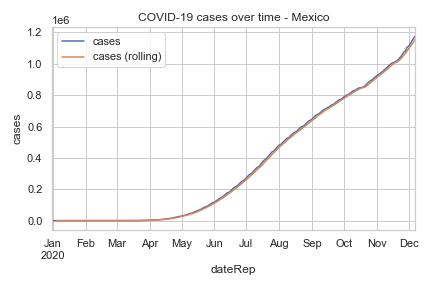 COVID-19 cases over time - Mexico
1e6
cases
cases (rolling)
1.2
1.0
0.8
0.6
0.4
0.2
0.0
cases
Jan Feb Mar Apr May Jun Jul Aug Sep Oct Nov Dec
2020
dateRep